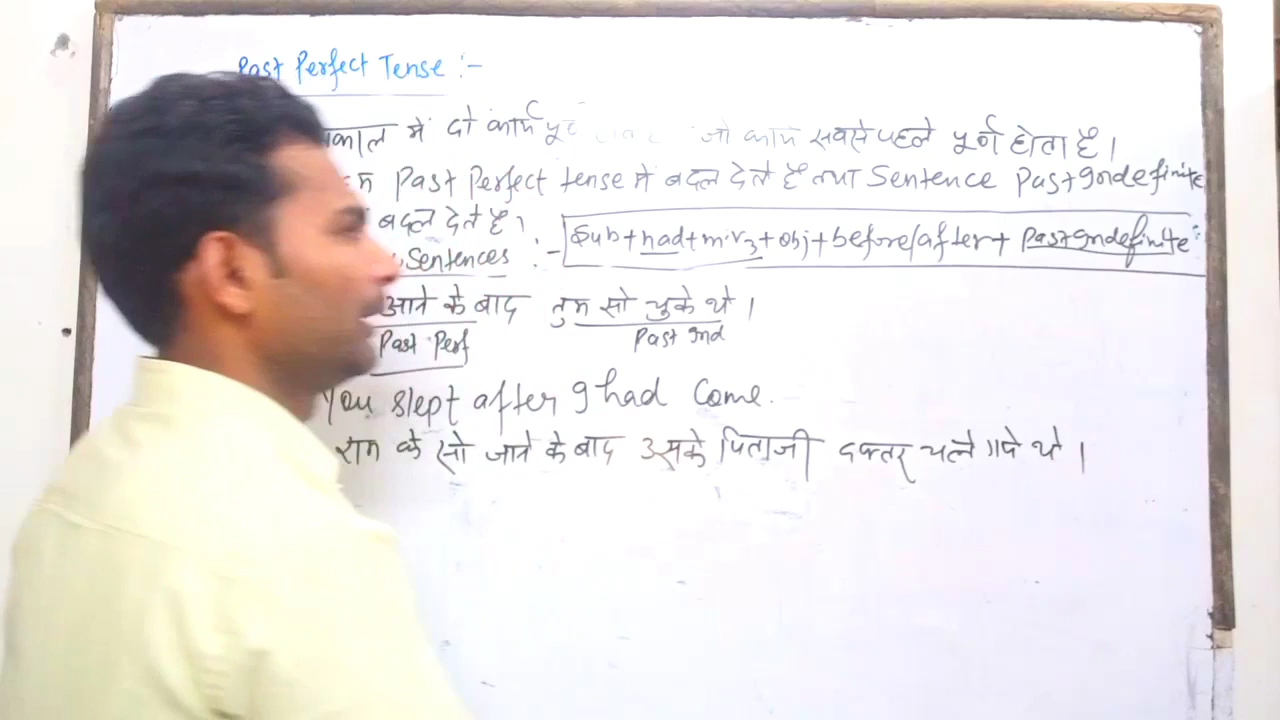 Past Perfect Tense :-
काल में दो कार्य पूर्ण जो कार्य सबसे पहले पूर्ण होता है।
Past Perfect tense में बदल देते हैं तथा Sentence Past Indefinite
बदल देते है।
Sentences :- Sub+had+m.v3+obj+before/after+ Past Indefinite
आने के बाद तुम सो चुके थे।
Past Perf Past Ind
You slept after I had come.
राम के सो जाने के बाद उसके पिताजी दफ्तर चले गये थे।